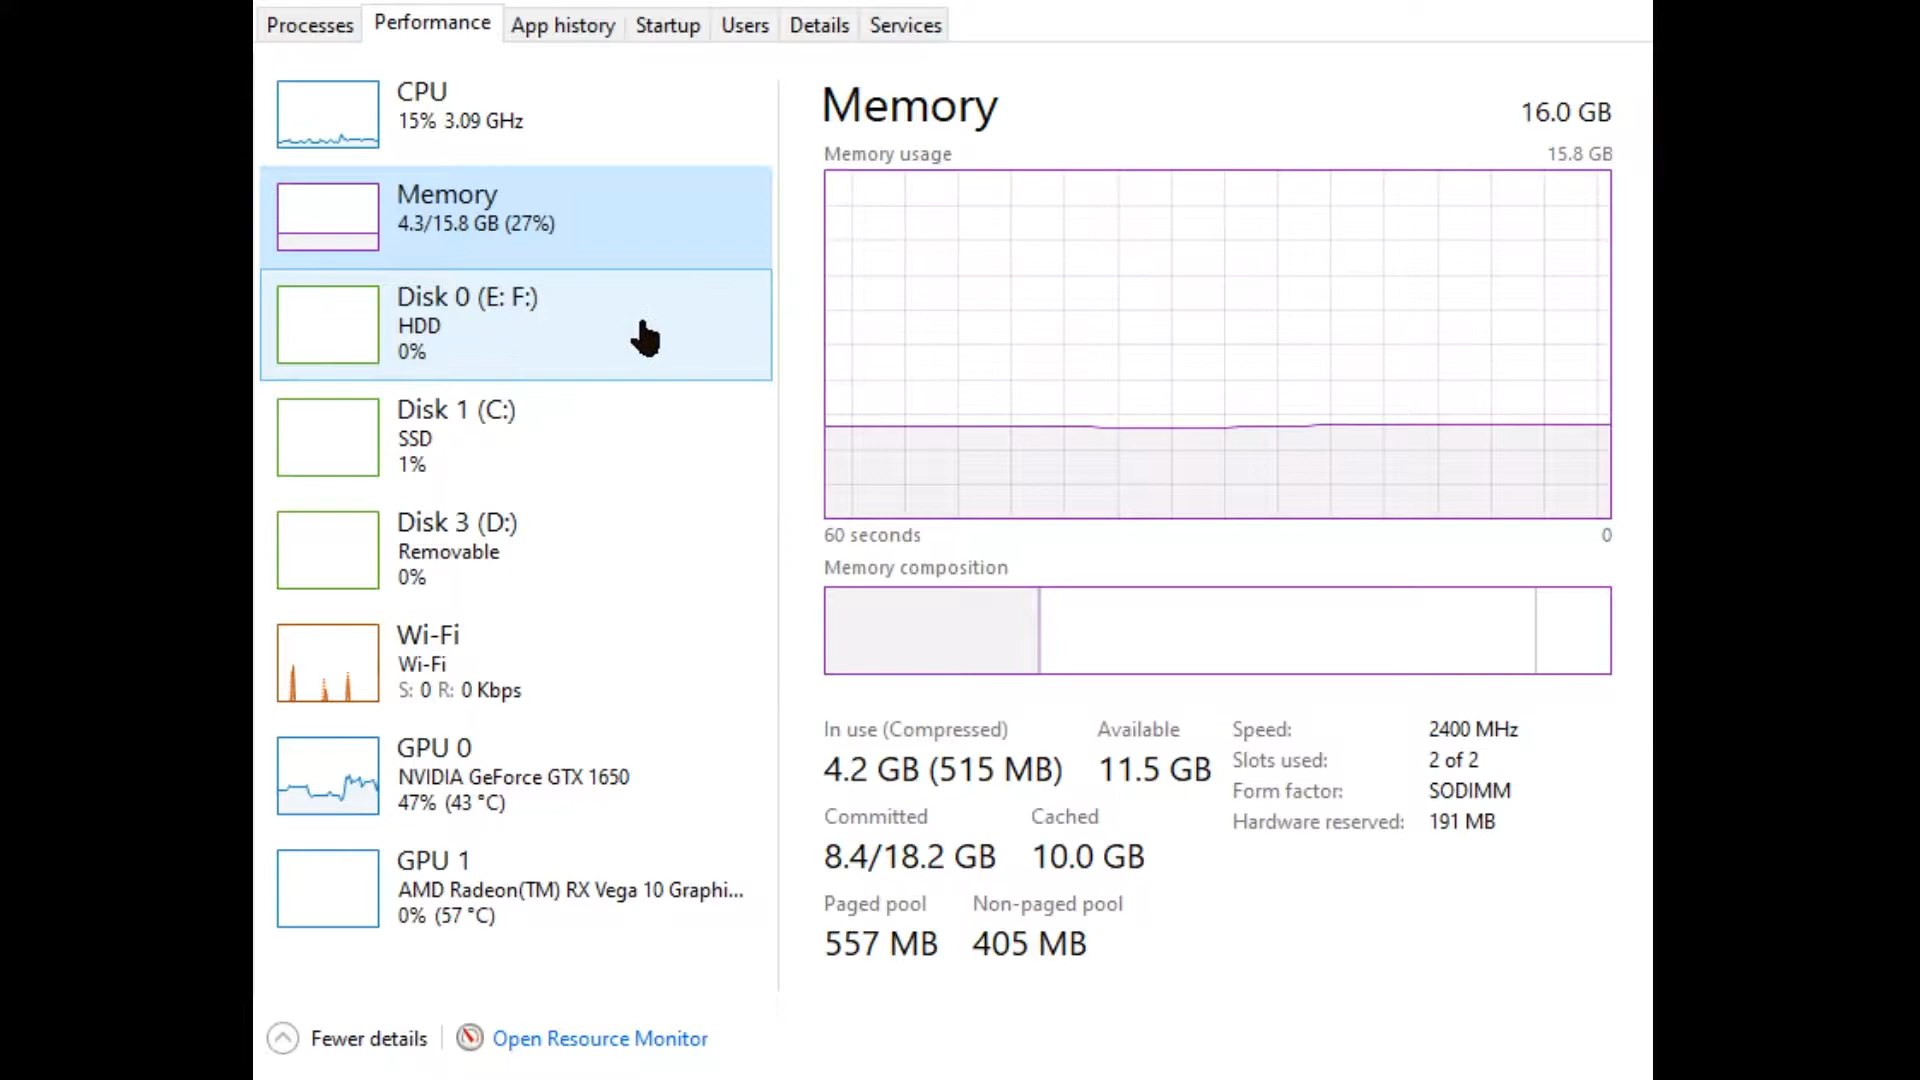 Processes Performance App history Startup Users Details Services
CPU
15% 3.09 GHz
Memory
4.3/15.8 GB (27%)
Disk 0 (E: F:)
HDD
0%
Disk 1 (C:)
SSD
1%
Disk 3 (D:)
Removable
0%
Wi-Fi
Wi-Fi
S: 0 R: 0 Kbps
GPU 0
NVIDIA GeForce GTX 1650
47% (43 °C)
GPU 1
AMD Radeon(TM) RX Vega 10 Graphi...
0% (57 °C)
Memory 16.0 GB
Memory usage 15.8 GB
60 seconds 0
Memory composition
In use (Compressed) Available
4.2 GB (515 MB) 11.5 GB
Committed Cached
8.4/18.2 GB 10.0 GB
Paged pool Non-paged pool
557 MB 405 MB
Speed: 2400 MHz
Slots used: 2 of 2
Form factor: SODIMM
Hardware reserved: 191 MB
Fewer details Open Resource Monitor